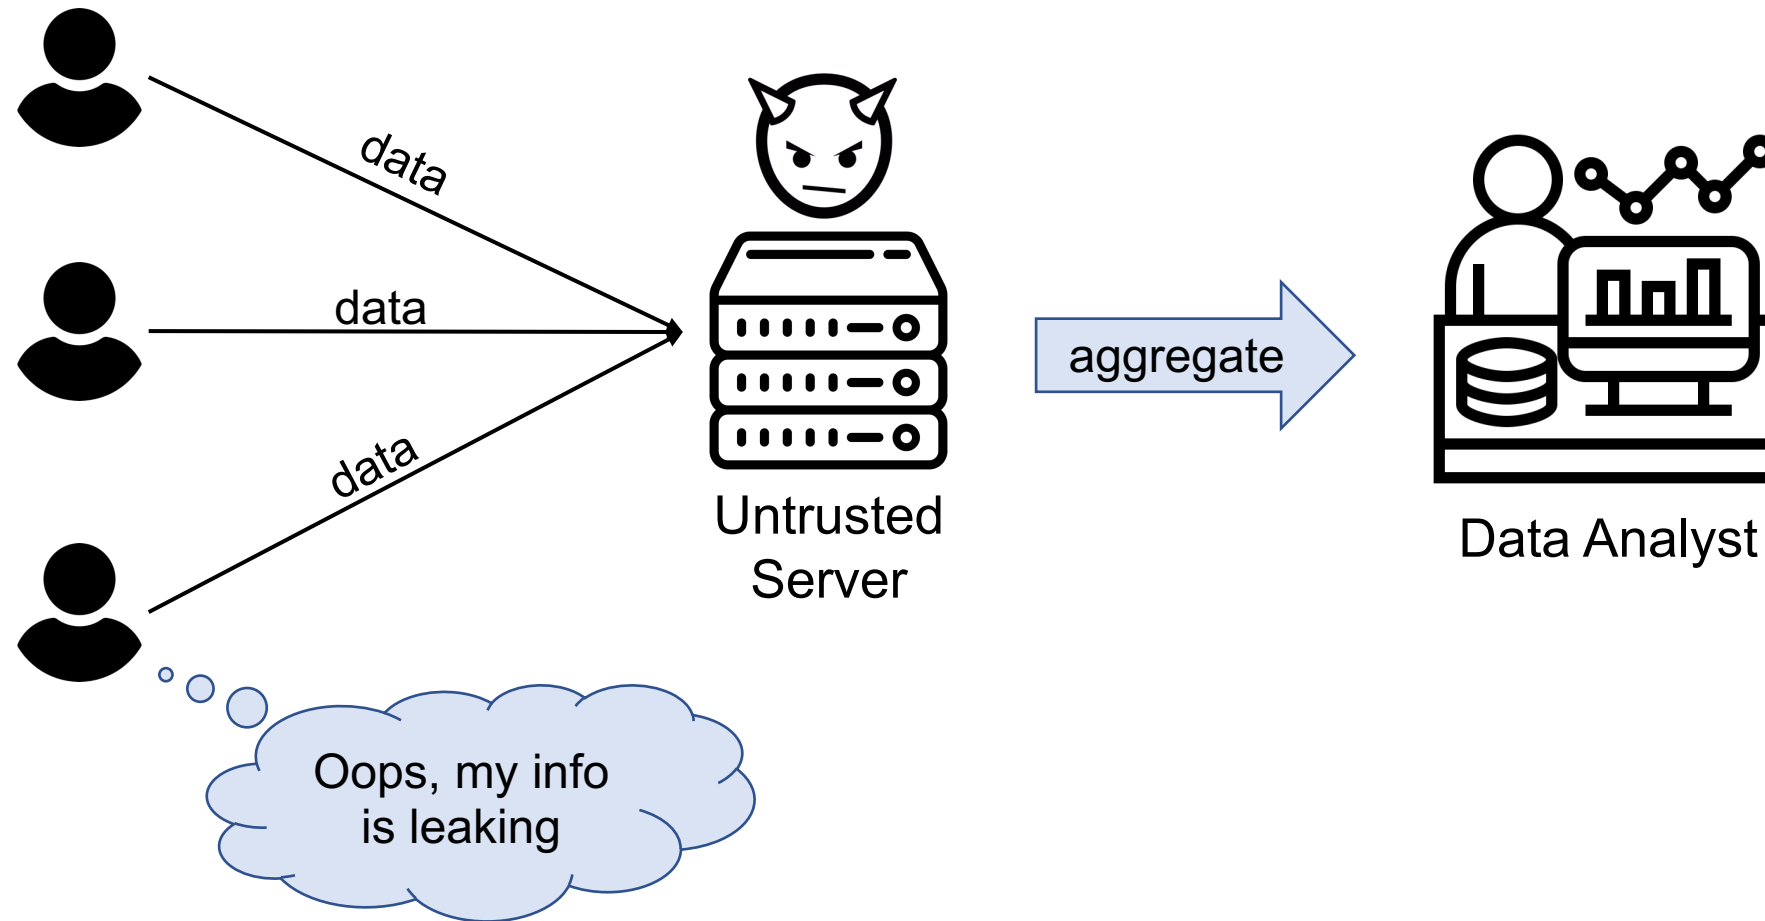 data
data
data
Untrusted
Server
aggregate
Data Analyst
Oops, my info
is leaking